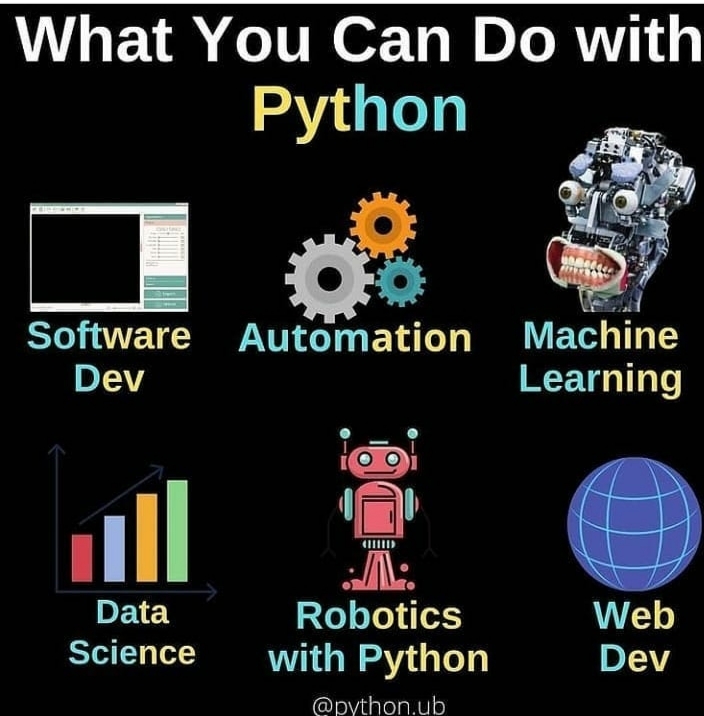 What You Can Do with
Python
Software
Dev
Automation
Machine
Learning
Data
Science
Robotics
with Python
Web
Dev
@python.ub